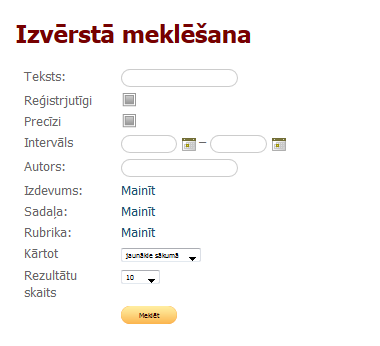 Izvērstā meklēšana
Teksts:
Reģistrjutīgi
Precīzi
Intervāls –
Autors:
Izdevums: Mainīt
Sadaļa: Mainīt
Rubrika: Mainīt
Kārtot jaunākie sākumā
Rezultātu skaits 10
Meklēt